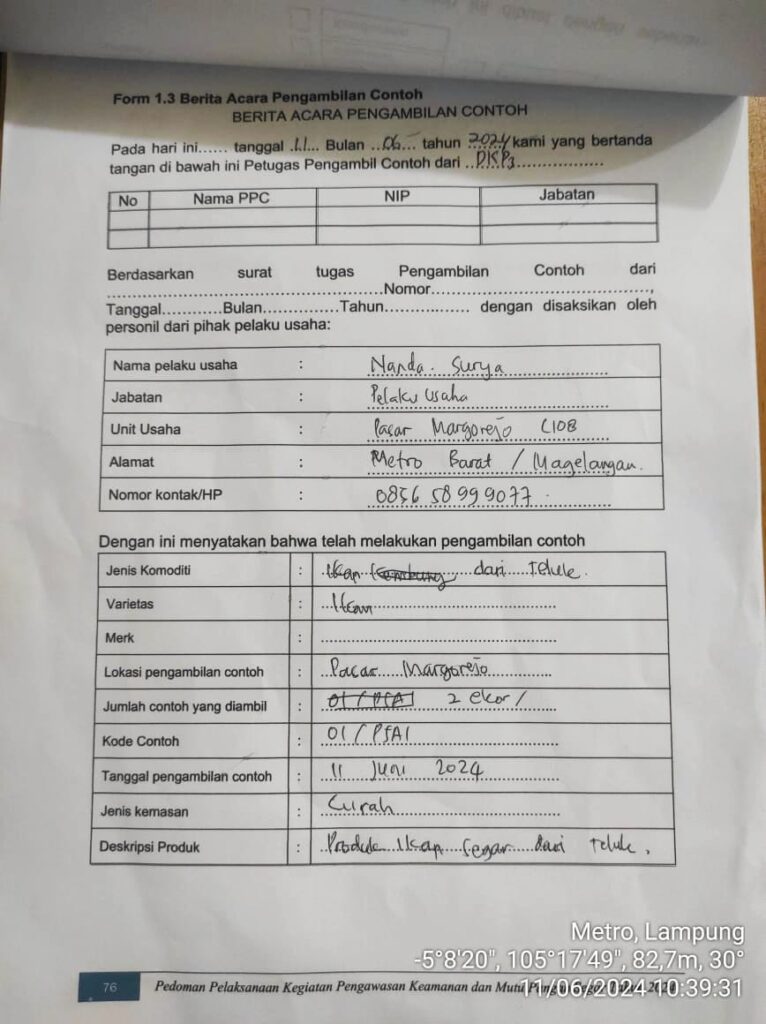 Form 1.3 Berita Acara Pengambilan Contoh
BERITA ACARA PENGAMBILAN CONTOH
Pada hari ini...... tanggal .11... Bulan ..06.. tahun ..2024 kami yang bertanda
tangan di bawah ini Petugas Pengambil Contoh dari ..DKP3..................
No Nama PPC NIP Jabatan
Berdasarkan surat tugas Pengambilan Contoh dari
..................................................Nomor........................................,
Tanggal............Bulan..............Tahun................. dengan disaksikan oleh
personil dari pihak pelaku usaha:
Nama pelaku usaha : Nanda. Surya
Jabatan : Pelaku Usaha
Unit Usaha : Pasar Margorejo C108
Alamat : Metro Barat / Magelangan.
Nomor kontak/HP : 0856 58 999077
Dengan ini menyatakan bahwa telah melakukan pengambilan contoh
Jenis Komoditi : Ikan dari Teluk.
Varietas : Ikan
Merk :
Lokasi pengambilan contoh : Pasar Margorejo
Jumlah contoh yang diambil : 01/PSA1 2 ekor/
Kode Contoh : 01/PSA1
Tanggal pengambilan contoh : 11 Juni 2024
Jenis kemasan : Curah
Deskripsi Produk : Produk Ikan Segar dari Teluk.
Metro, Lampung
-5°8'20", 105°17'49", 82,7m, 30°
11/06/2024 10:39:31
76 Pedoman Pelaksanaan Kegiatan Pengawasan Keamanan dan Mutu